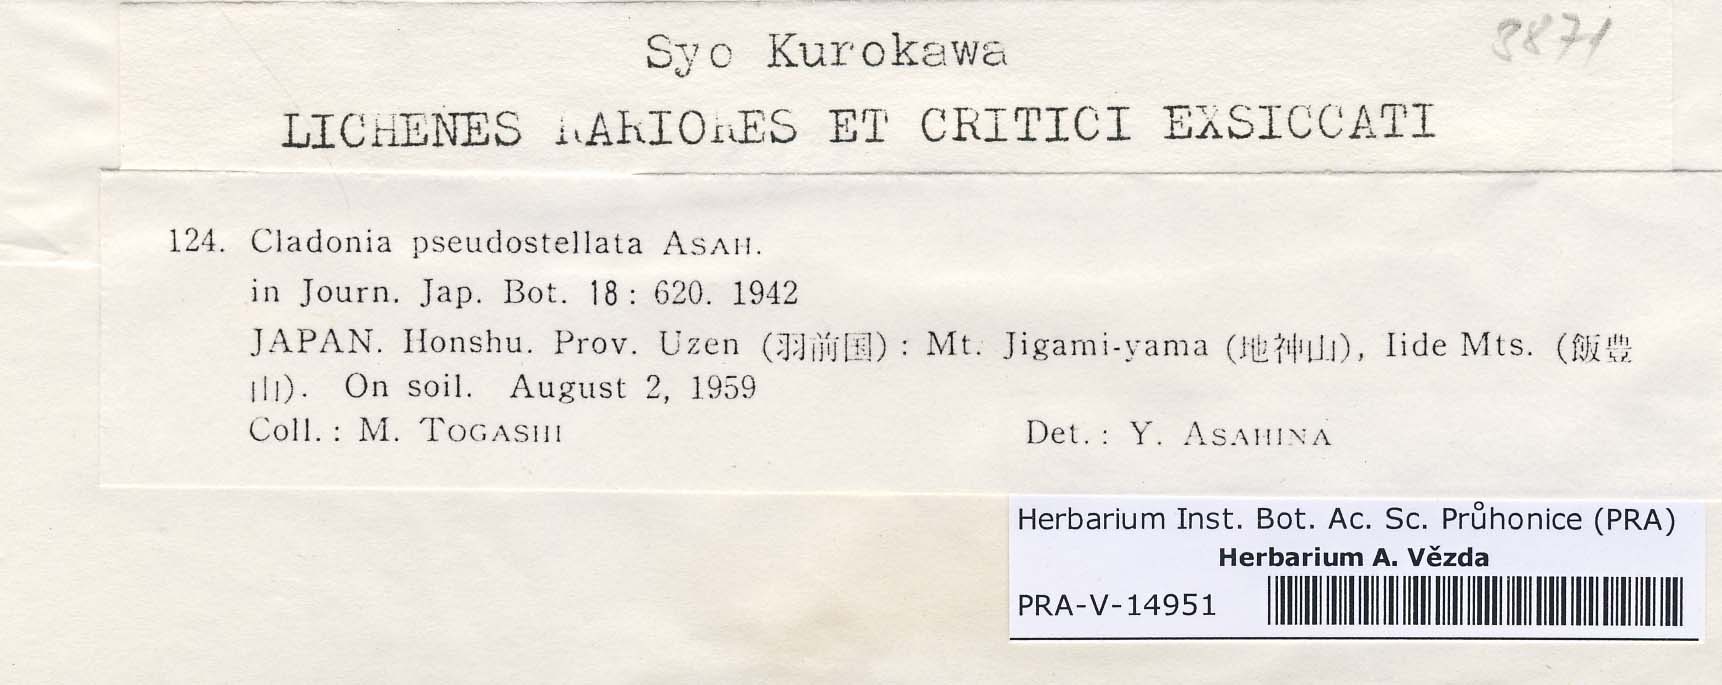 3871
Syo Kurokawa
LICHENES RARIORES ET CRITICI EXSICCATI
124. Cladonia pseudostellata ASAH.
in Journ. Jap. Bot. 18: 620. 1942
JAPAN. Honshu. Prov. Uzen (羽前国): Mt. Jigami-yama (地神山), Iide Mts. (飯豊
山). On soil. August 2, 1959
Coll.: M. TOGASHI Det.: Y. ASAHINA
Herbarium Inst. Bot. Ac. Sc. Průhonice (PRA)
Herbarium A. Vězda
PRA-V-14951